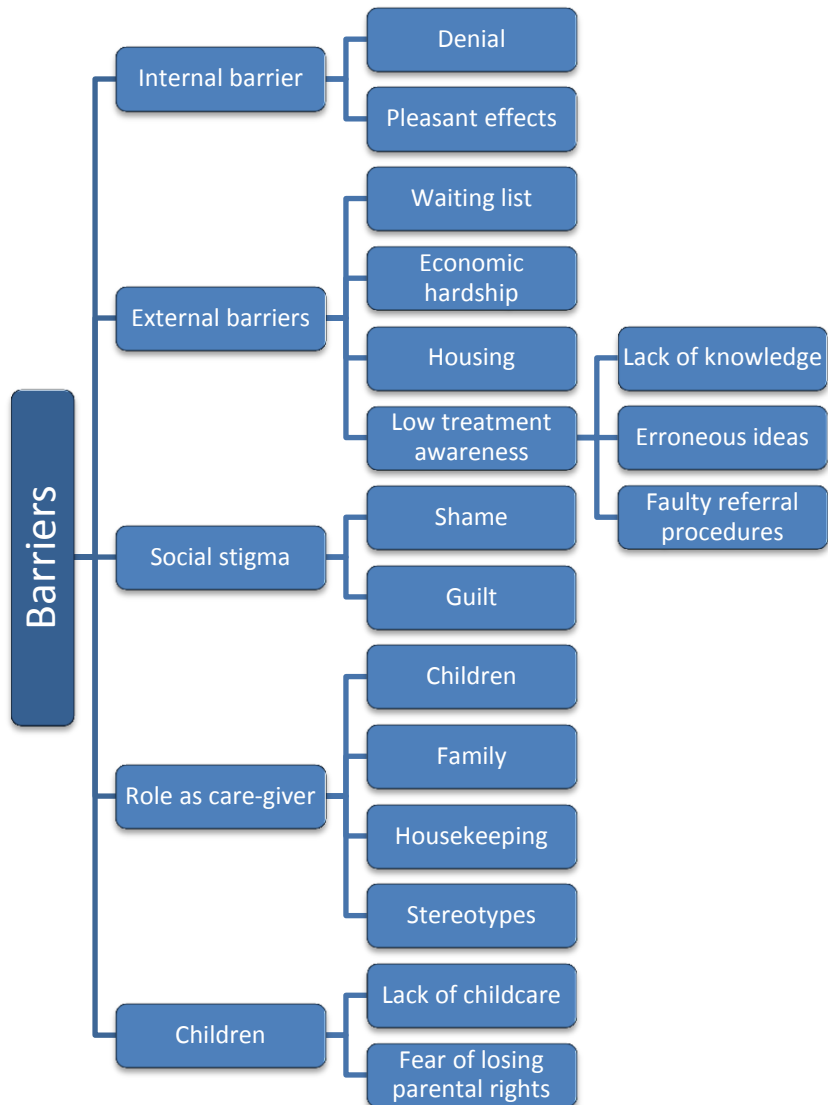 Barriers
Internal barrier
Denial
Pleasant effects
External barriers
Waiting list
Economic
hardship
Housing
Low treatment
awareness
Lack of knowledge
Erroneous ideas
Faulty referral
procedures
Social stigma
Shame
Guilt
Role as care-giver
Children
Family
Housekeeping
Stereotypes
Children
Lack of childcare
Fear of losing
parental rights